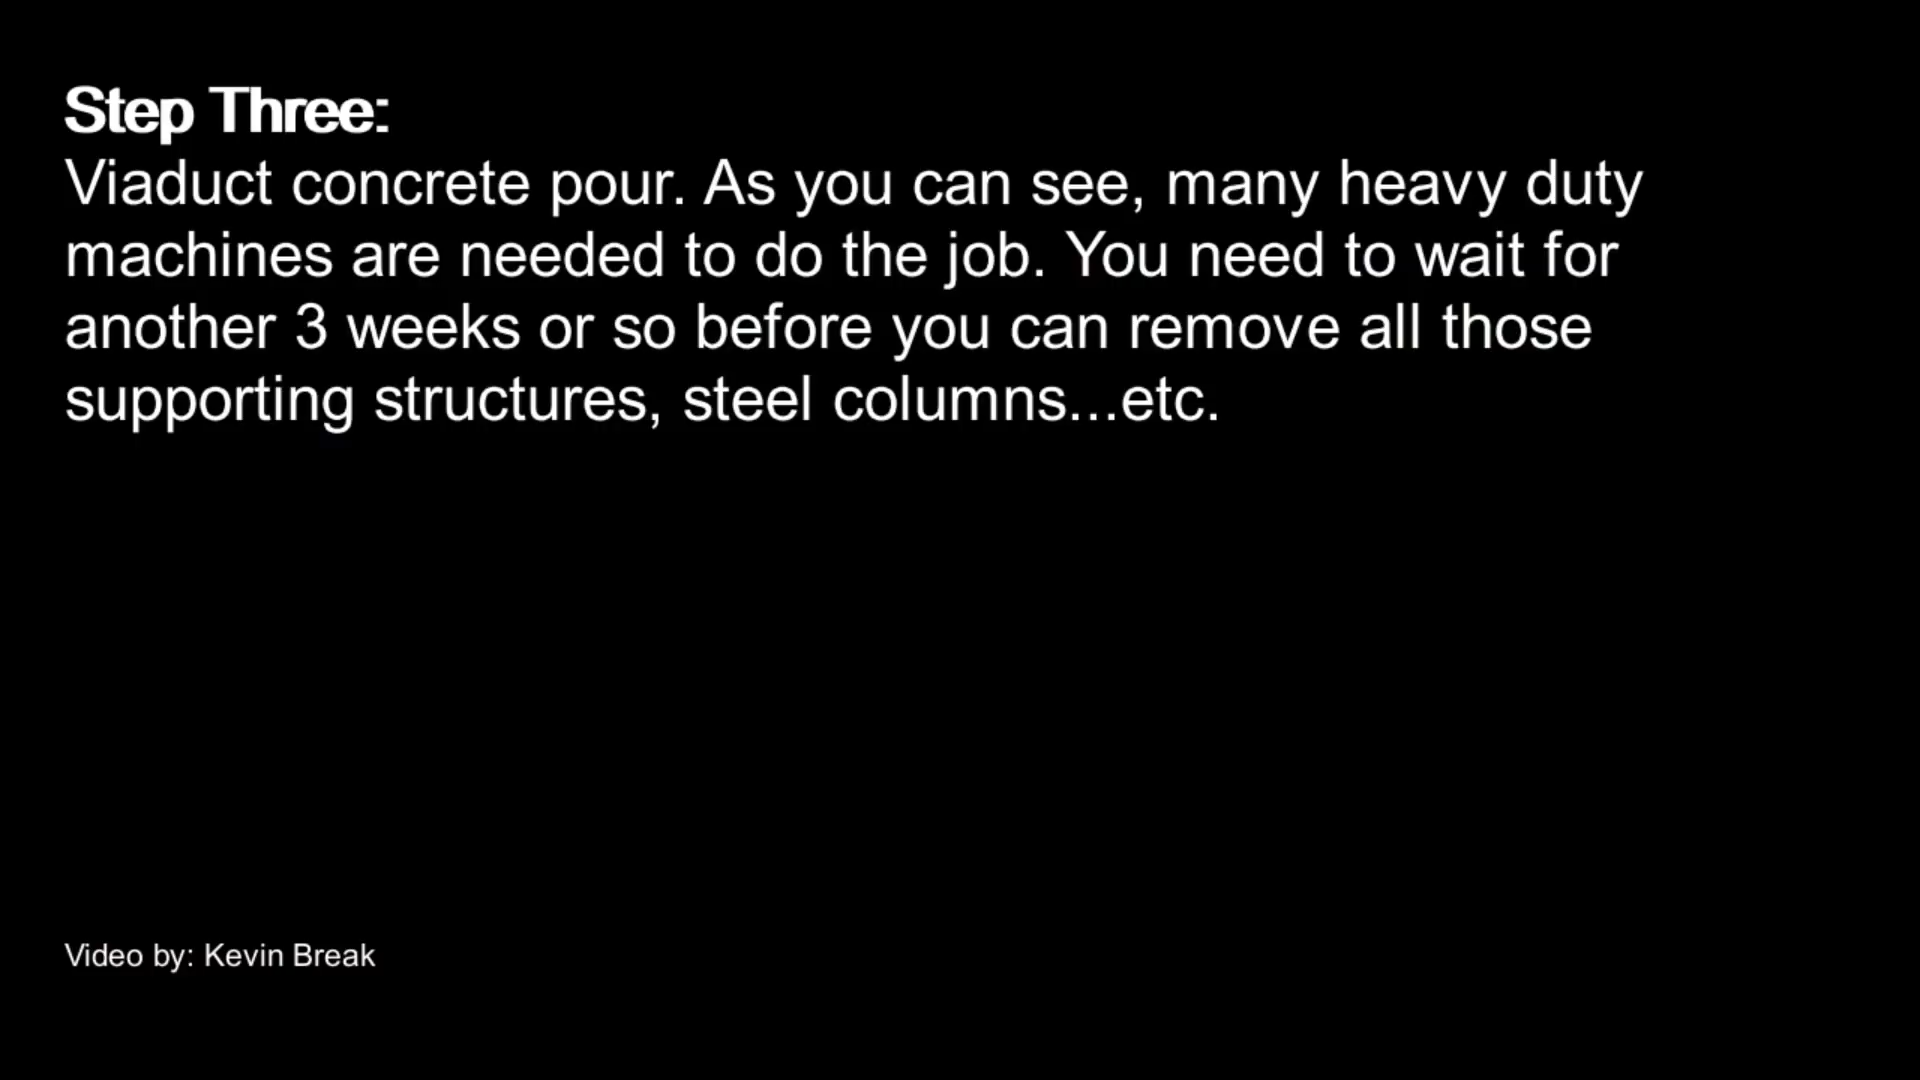 Step Three:
Viaduct concrete pour. As you can see, many heavy duty
machines are needed to do the job. You need to wait for
another 3 weeks or so before you can remove all those
supporting structures, steel columns...etc.
Video by: Kevin Break